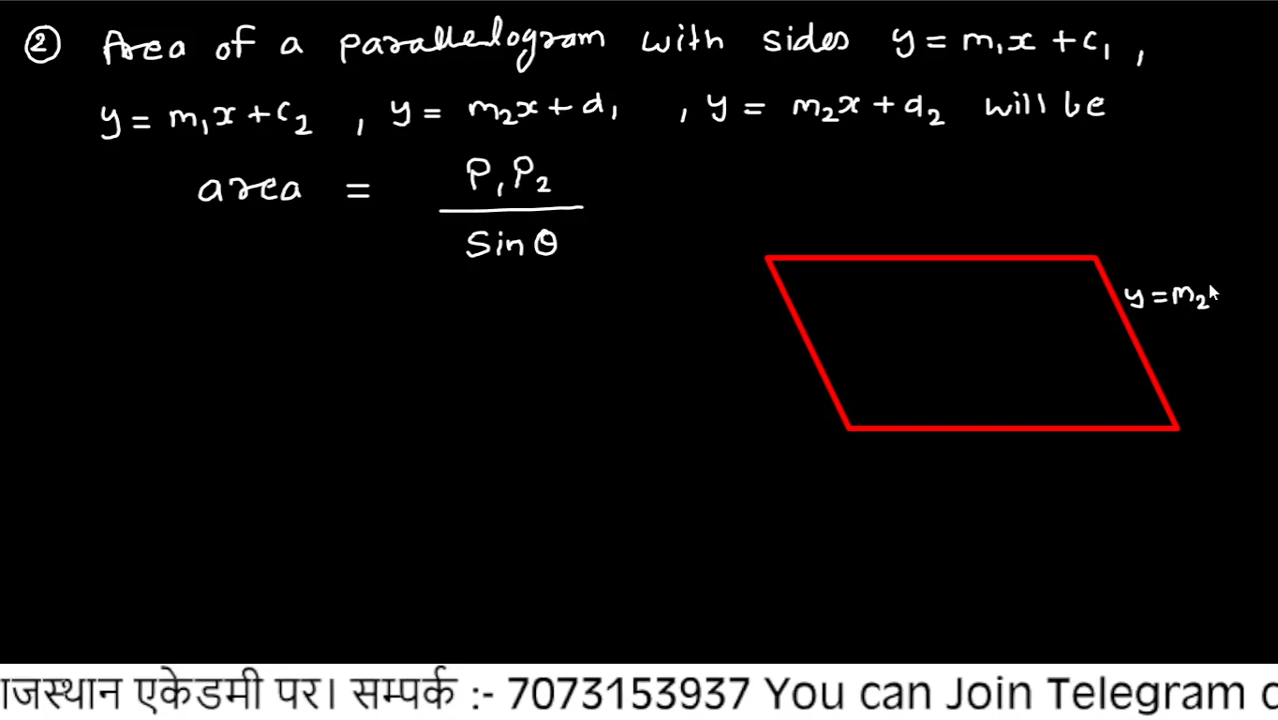 ② Area of a parallelogram with sides y = m₁x + c₁ ,
y = m₁x + c₂ , y = m₂x + d₁ , y = m₂x + d₂ will be
area = P₁P₂ / Sin θ
y = m₂
ाजस्थान एकेडमी पर। सम्पर्क :- 7073153937 You can Join Telegram c